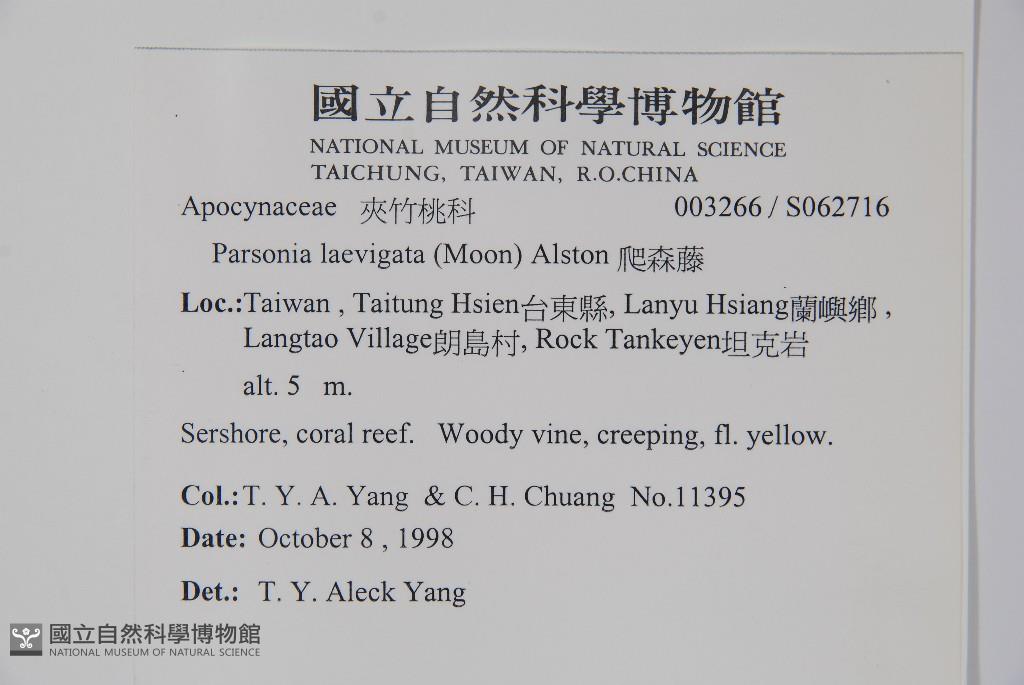 國立自然科學博物館
NATIONAL MUSEUM OF NATURAL SCIENCE
TAICHUNG, TAIWAN, R.O.CHINA
Apocynaceae 夾竹桃科 003266 / S062716
Parsonia laevigata (Moon) Alston 爬森藤
Loc.:Taiwan , Taitung Hsien台東縣, Lanyu Hsiang蘭嶼鄉 ,
Langtao Village朗島村, Rock Tankeyen坦克岩
alt. 5 m.
Sershore, coral reef. Woody vine, creeping, fl. yellow.
Col.:T. Y. A. Yang & C. H. Chuang No.11395
Date: October 8 , 1998
Det.: T. Y. Aleck Yang
國立自然科學博物館
NATIONAL MUSEUM OF NATURAL SCIENCE